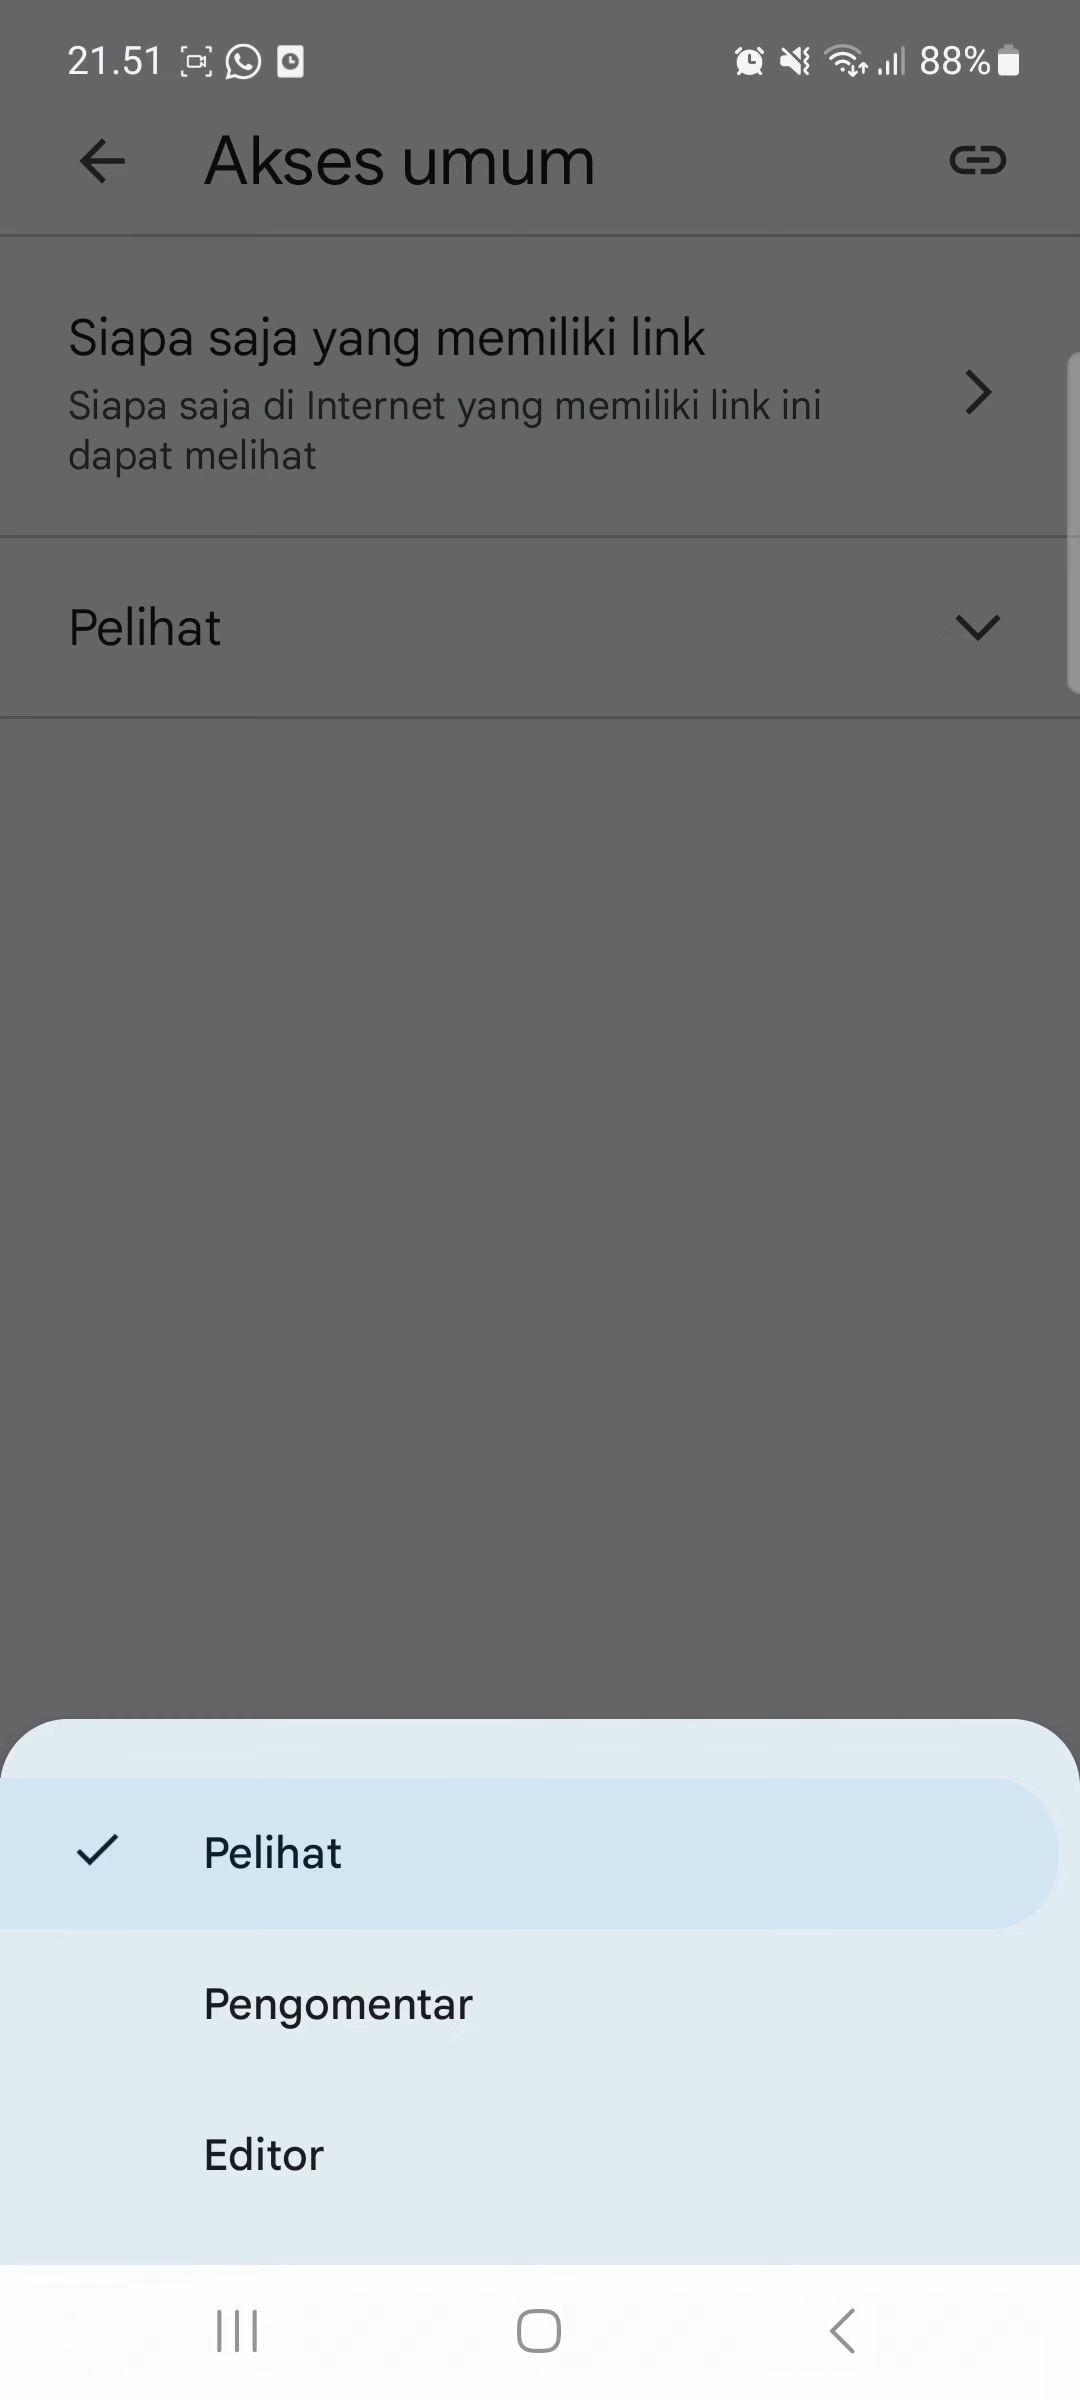 21.51
88%
Akses umum
Siapa saja yang memiliki link
Siapa saja di Internet yang memiliki link ini
dapat melihat
Pelihat
Pelihat
Pengomentar
Editor